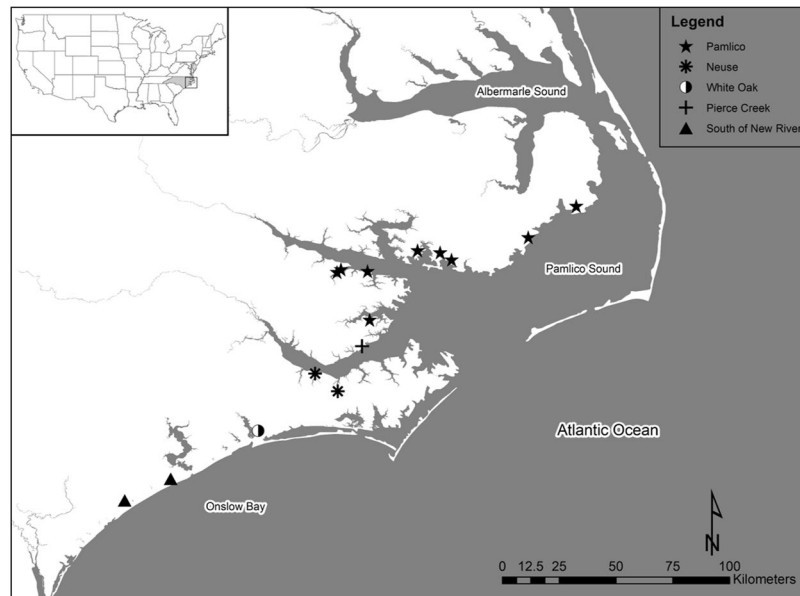 Legend
Pamlico
Neuse
White Oak
Pierce Creek
South of New River
Albermarle Sound
Pamlico Sound
Atlantic Ocean
Onslow Bay
N
0 12.5 25 50 75 100
Kilometers